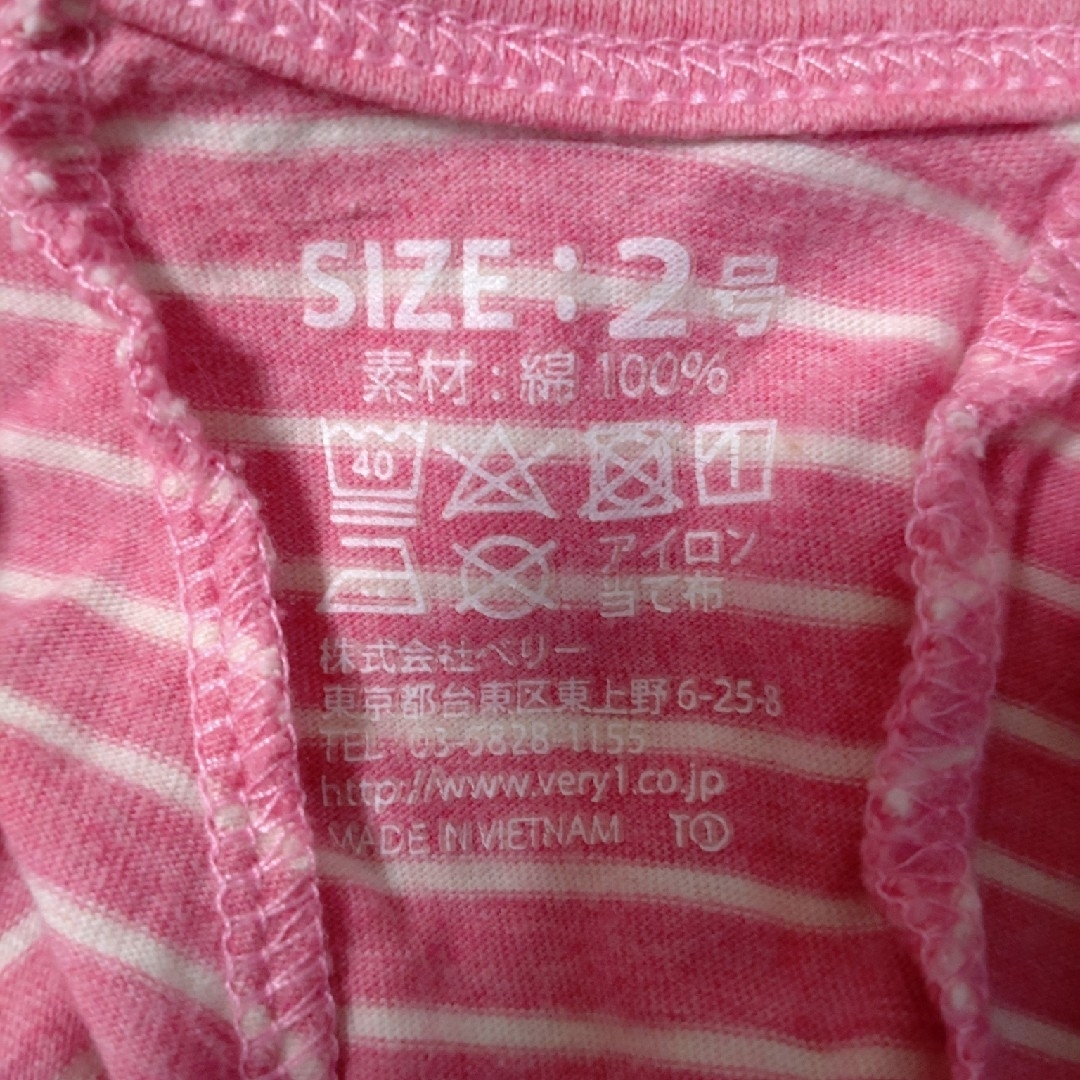 SIZE：2号
素材：綿 100%
40
アイロン
当て布
株式会社ベリー
東京都台東区東上野 6-25-8
TEL 03-5828-1155
http://www.very1.co.jp
MADE IN VIETNAM T①